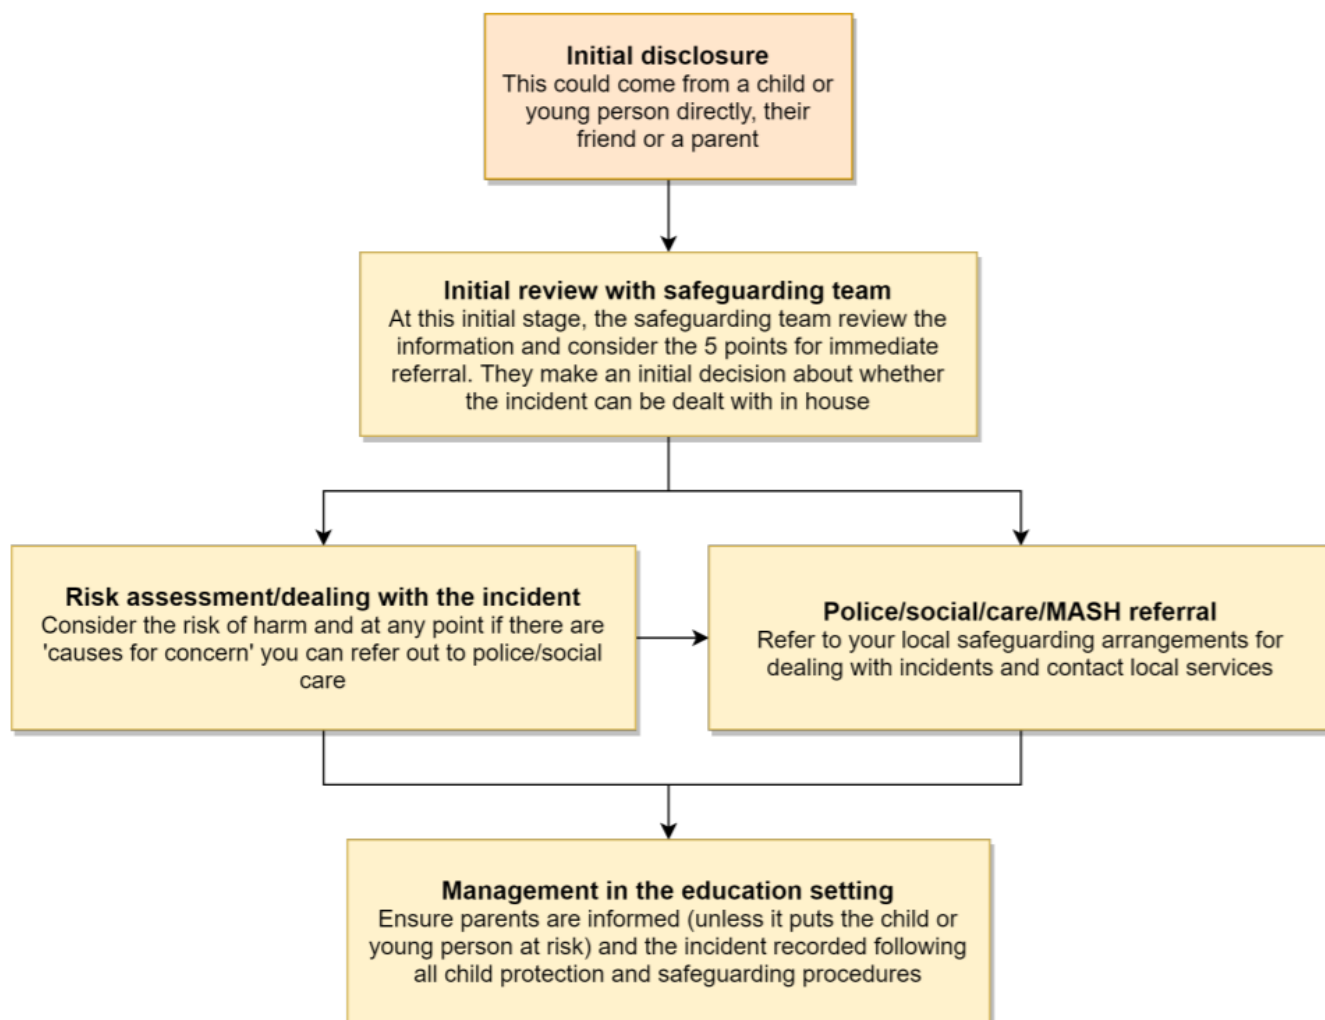 Initial disclosure
This could come from a child or
young person directly, their
friend or a parent
Initial review with safeguarding team
At this initial stage, the safeguarding team review the
information and consider the 5 points for immediate
referral. They make an initial decision about whether
the incident can be dealt with in house
Risk assessment/dealing with the incident
Consider the risk of harm and at any point if there are
'causes for concern' you can refer out to police/social
care
Police/social/care/MASH referral
Refer to your local safeguarding arrangements for
dealing with incidents and contact local services
Management in the education setting
Ensure parents are informed (unless it puts the child or
young person at risk) and the incident recorded following
all child protection and safeguarding procedures